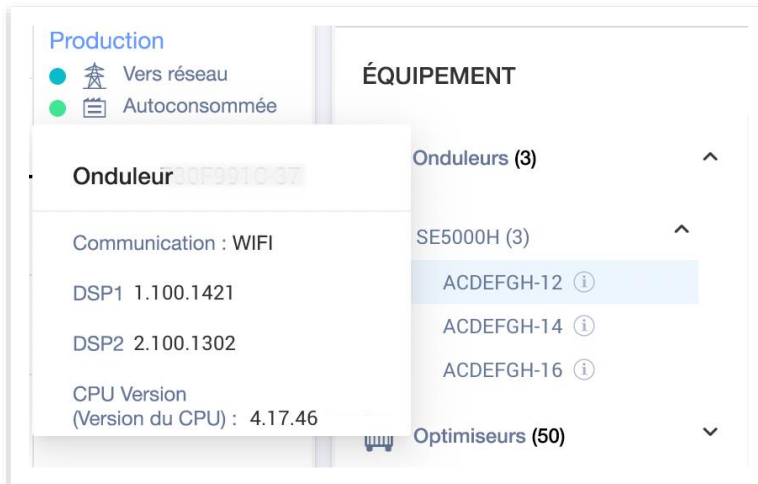 Production
Vers réseau
Autoconsommée
Onduleur
Communication : WIFI
DSP1 1.100.1421
DSP2 2.100.1302
CPU Version
(Version du CPU) : 4.17.46
ÉQUIPEMENT
Onduleurs (3)
SE5000H (3)
ACDEFGH-12
ACDEFGH-14
ACDEFGH-16
Optimiseurs (50)